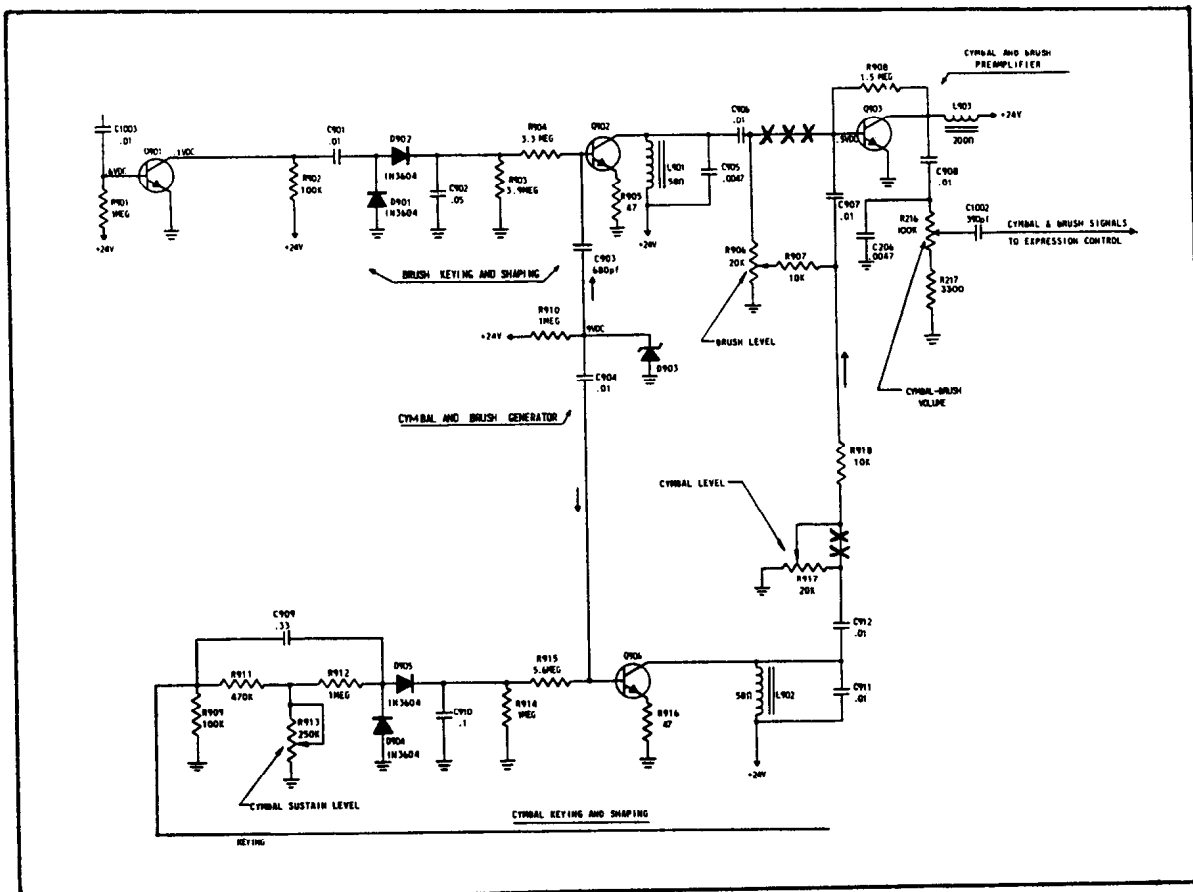 CYMBAL AND BRUSH
PREAMPLIFIER
R908
1.5 MEG
Q903
L903
+24V
200Ω
C1003
.01
Q901
.1VDC
.6VDC
R901
1MEG
+24V
R902
100K
+24V
C901
.01
D902
1N3604
D901
1N3604
C902
.05
R903
3.9MEG
R904
3.3 MEG
Q902
R905
47
L901
58Ω
+24V
C905
.0047
C906
.01
.5VDC
C907
.01
C908
.01
R216
100K
C206
.0047
R217
3300
C1002
390pf
CYMBAL & BRUSH SIGNALS
TO EXPRESSION CONTROL
BRUSH KEYING AND SHAPING
C903
680pf
R906
20K
R907
10K
BRUSH LEVEL
R910
1MEG
+24V
9VDC
D903
C904
.01
CYMBAL-BRUSH
VOLUME
CYMBAL AND BRUSH GENERATOR
R918
10K
CYMBAL LEVEL
R917
20K
C912
.01
C909
.33
R911
470K
R912
1MEG
D905
1N3604
R915
5.6MEG
Q906
58Ω
L902
C911
.01
R909
100K
R913
250K
D904
1N3604
C910
.1
R914
1MEG
R916
47
+24V
CYMBAL SUSTAIN LEVEL
CYMBAL KEYING AND SHAPING
KEYING